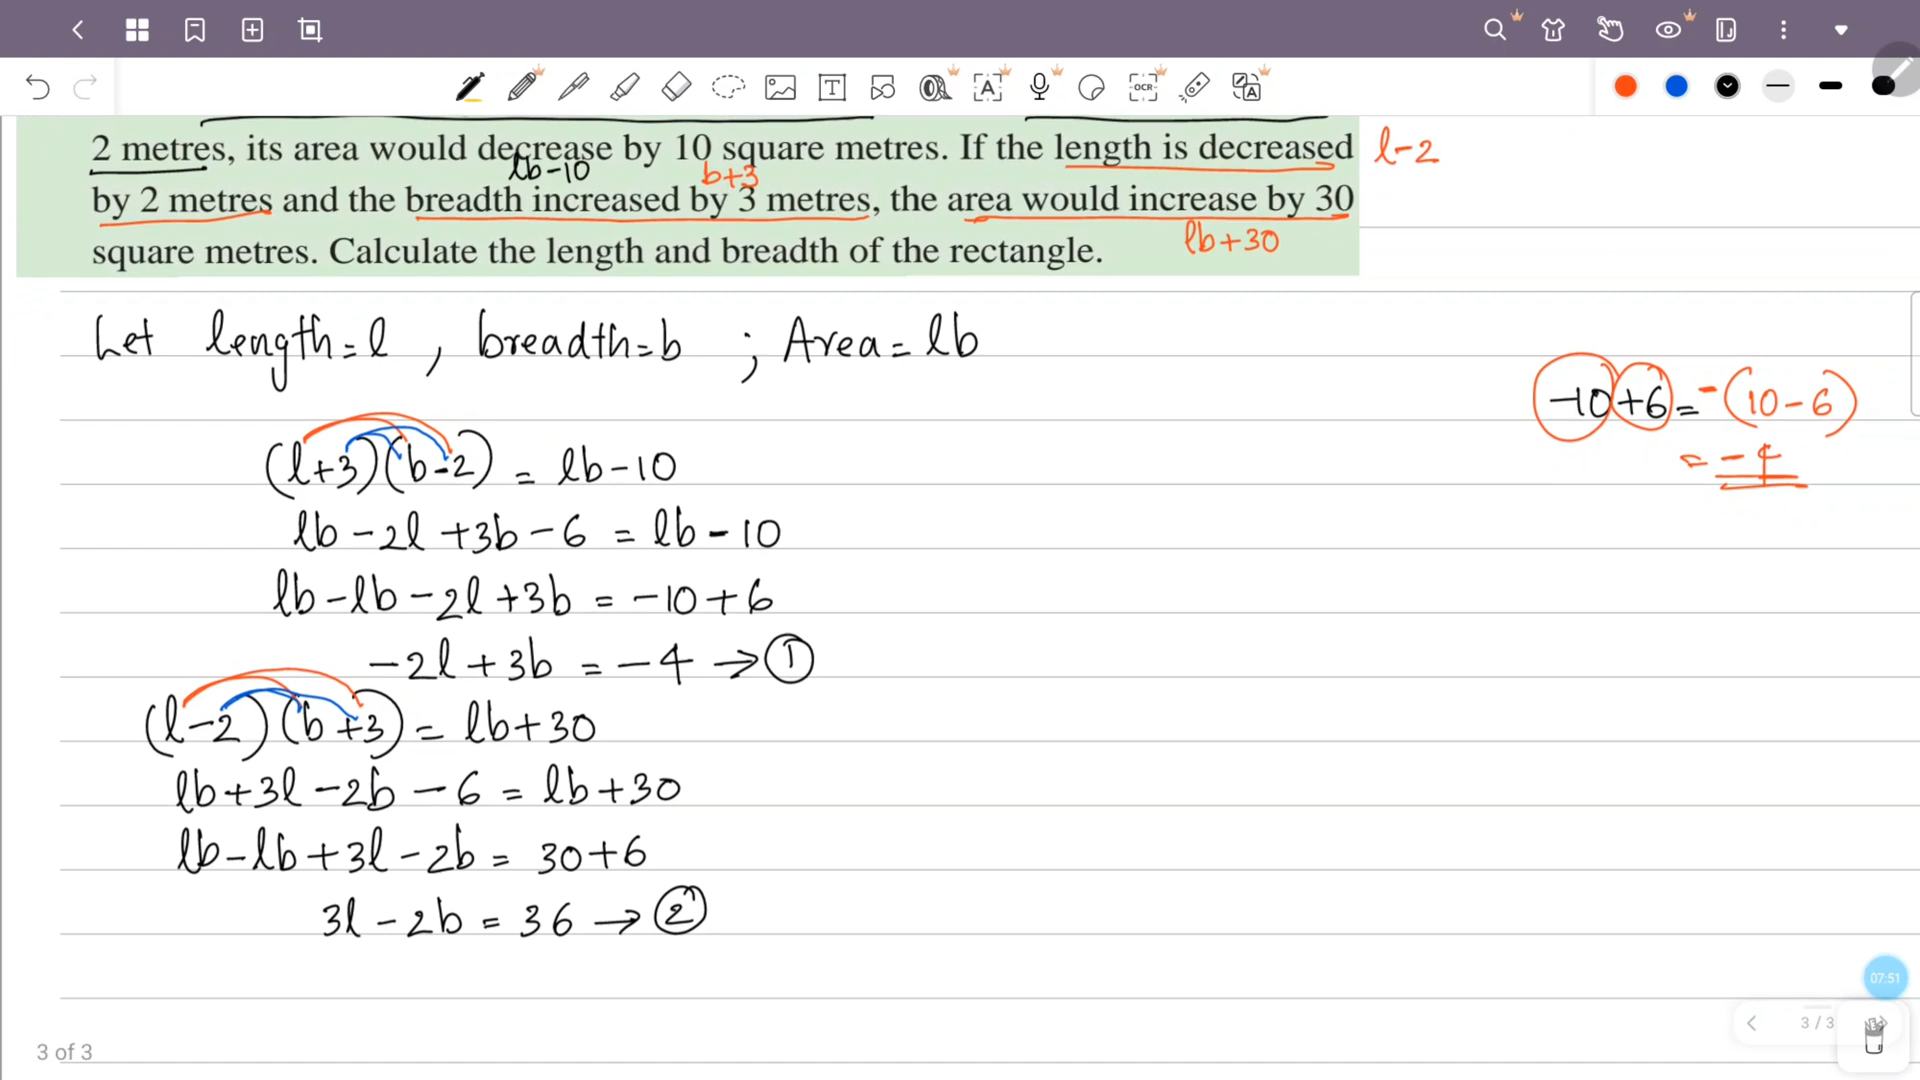 2 metres, its area would decrease by 10 square metres. If the length is decreased l-2
lb-10 b+3
by 2 metres and the breadth increased by 3 metres, the area would increase by 30
square metres. Calculate the length and breadth of the rectangle. lb+30
Let length=l , breadth=b ; Area=lb
(l+3)(b-2) = lb-10
lb-2l+3b-6 = lb-10
lb-lb-2l+3b = -10+6
-2l+3b = -4 → ①
(l-2)(b+3) = lb+30
lb+3l-2b-6 = lb+30
lb-lb+3l-2b = 30+6
3l-2b = 36 → ②
-10+6 = -(10-6)
= -4
07:51
3 / 3
3 of 3
A
T
OCR
A